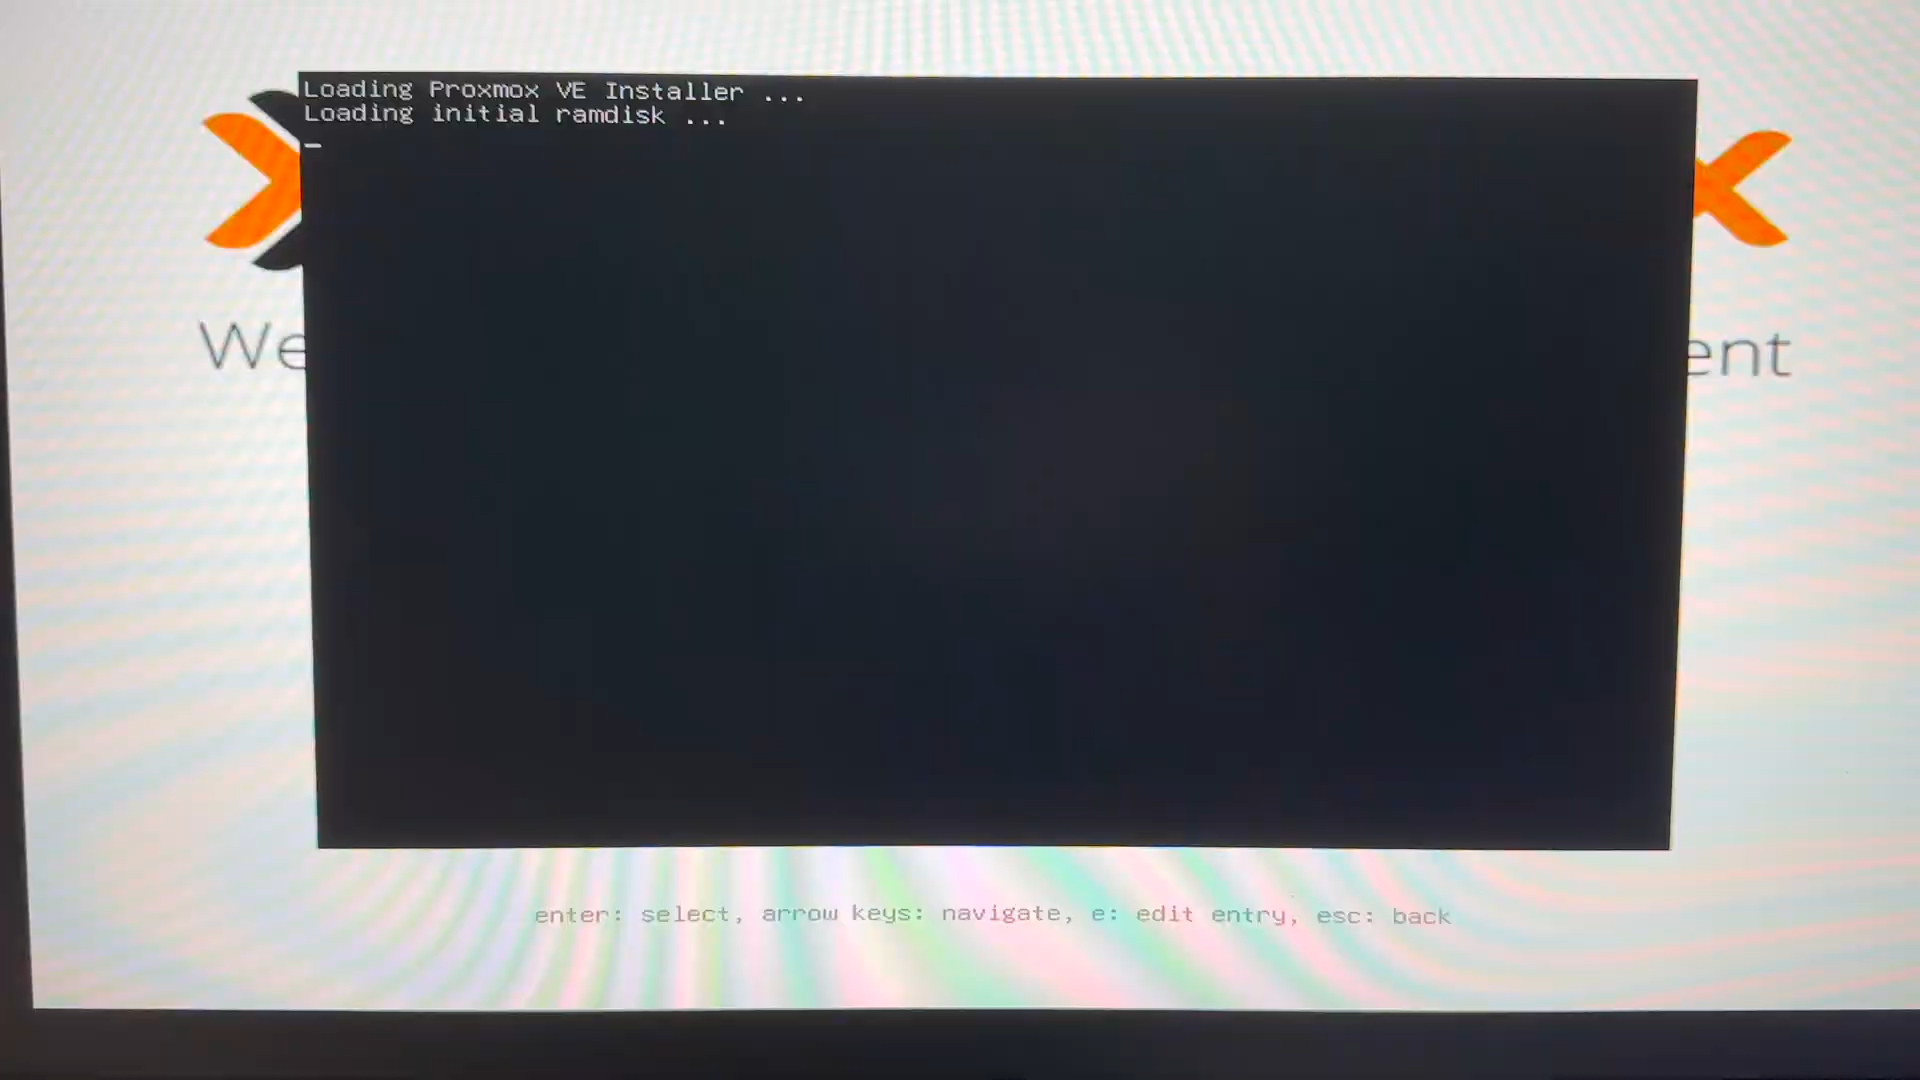 Loading Proxmox VE Installer ...
Loading initial ramdisk ...
_
We
ent
enter: select, arrow keys: navigate, e: edit entry, esc: back